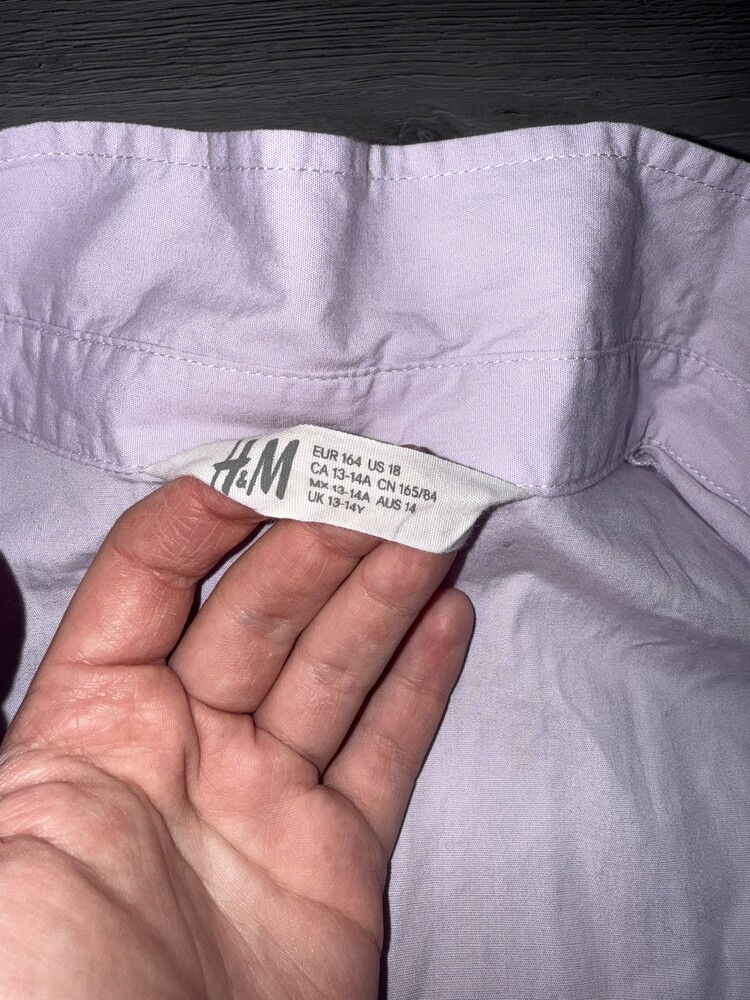 H&M
EUR 164 US 18
CA 13-14A CN 165/84
MX 13-14A AUS 14
UK 13-14Y